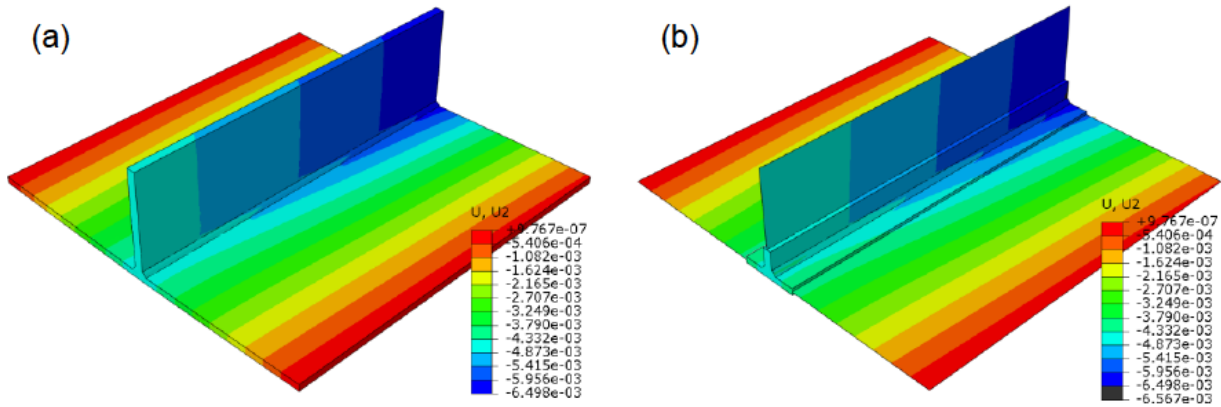 (a)
U, U2
+9.767e-07
-5.406e-04
-1.082e-03
-1.624e-03
-2.165e-03
-2.707e-03
-3.249e-03
-3.790e-03
-4.332e-03
-4.873e-03
-5.415e-03
-5.956e-03
-6.498e-03
(b)
U, U2
+9.767e-07
-5.406e-04
-1.082e-03
-1.624e-03
-2.165e-03
-2.707e-03
-3.249e-03
-3.790e-03
-4.332e-03
-4.873e-03
-5.415e-03
-5.956e-03
-6.498e-03
-6.567e-03